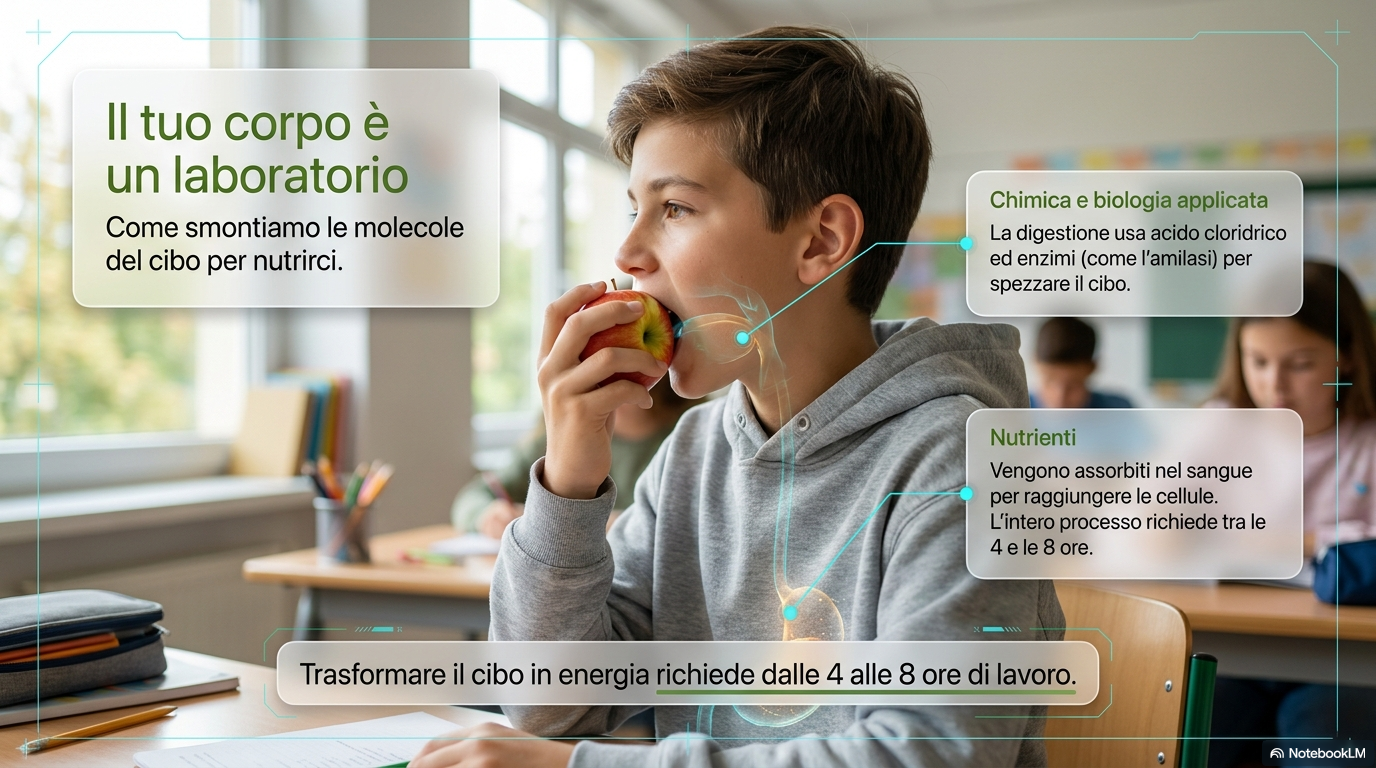 Il tuo corpo è
un laboratorio
Come smontiamo le molecole
del cibo per nutrirci.
Chimica e biologia applicata
La digestione usa acido cloridrico
ed enzimi (come l'amilasi) per
spezzare il cibo.
Nutrienti
Vengono assorbiti nel sangue
per raggiungere le cellule.
L'intero processo richiede tra le
4 e le 8 ore.
Trasformare il cibo in energia richiede dalle 4 alle 8 ore di lavoro.
NotebookLM